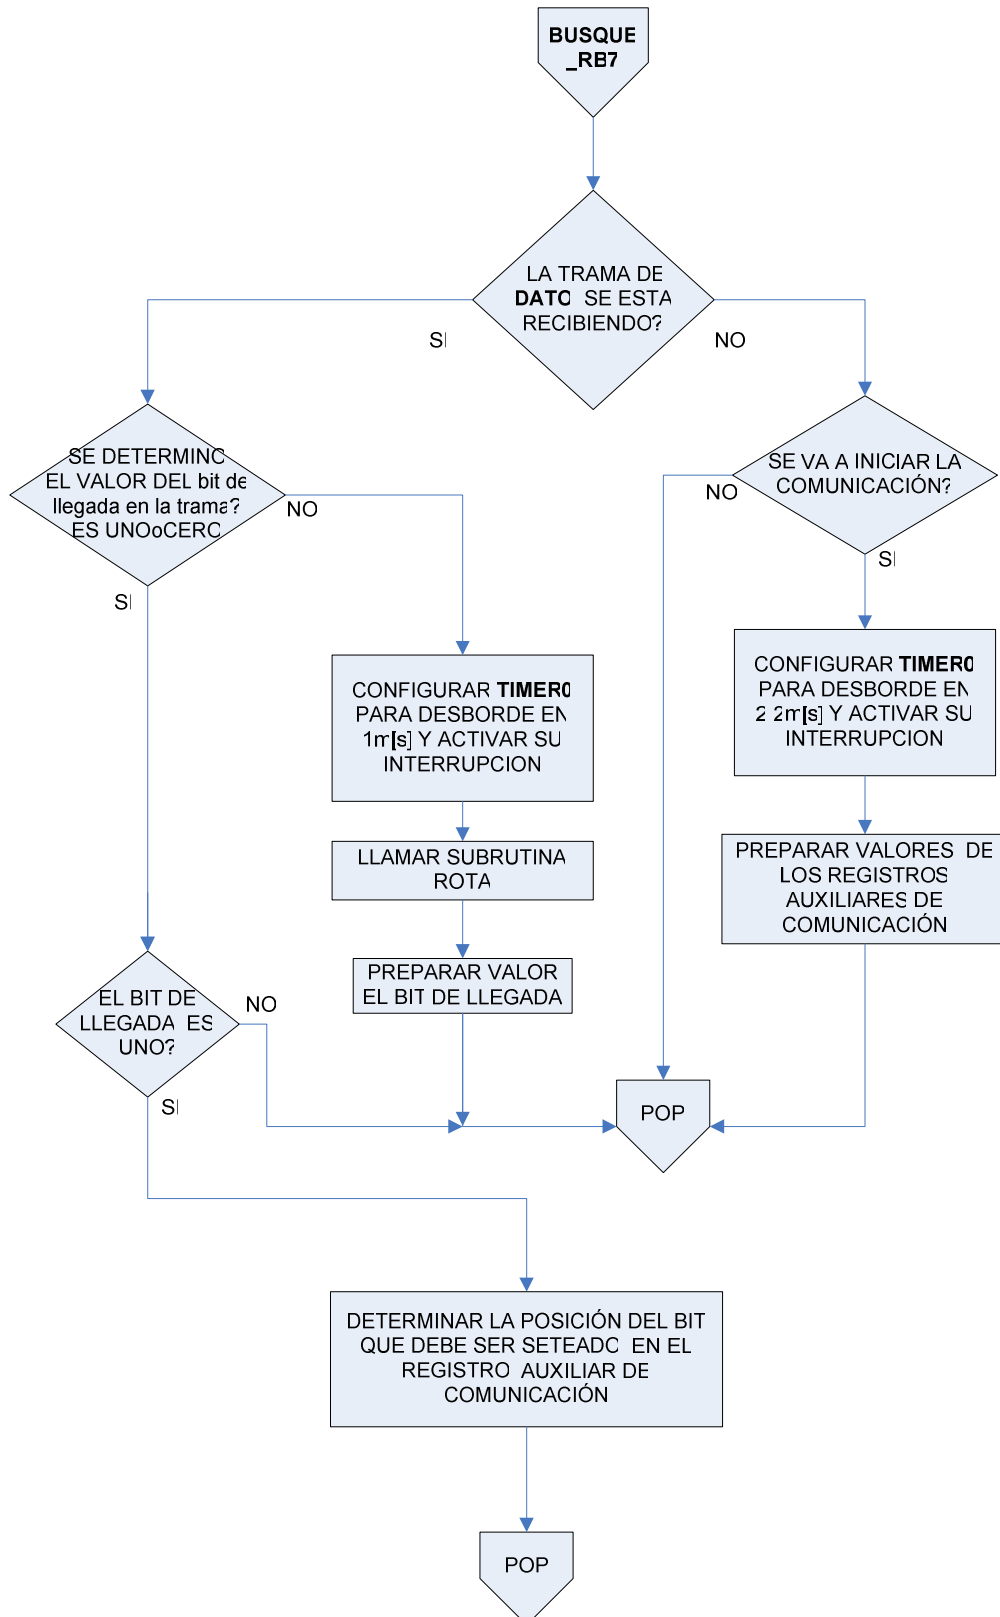 BUSQUE
_RB7
LA TRAMA DE
DATO SE ESTA
RECIBIENDO?
SI
NO
SE DETERMINO
EL VALOR DEL bit de
llegada en la trama?
ES UNOoCERO
NO
SI
SE VA A INICIAR LA
COMUNICACIÓN?
NO
SI
CONFIGURAR TIMER0
PARA DESBORDE EN
1m[s] Y ACTIVAR SU
INTERRUPCION
CONFIGURAR TIMER0
PARA DESBORDE EN
2 2m[s] Y ACTIVAR SU
INTERRUPCION
LLAMAR SUBRUTINA
ROTA
PREPARAR VALORES DE
LOS REGISTROS
AUXILIARES DE
COMUNICACIÓN
PREPARAR VALOR
EL BIT DE LLEGADA
EL BIT DE
LLEGADA ES
UNO?
NO
SI
POP
DETERMINAR LA POSICIÓN DEL BIT
QUE DEBE SER SETEADO EN EL
REGISTRO AUXILIAR DE
COMUNICACIÓN
POP